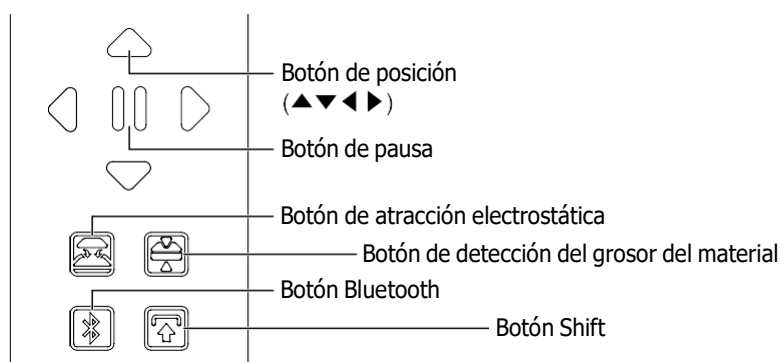 Botón de posición
(▲▼◀▶)
Botón de pausa
Botón de atracción electrostática
Botón de detección del grosor del material
Botón Bluetooth
Botón Shift